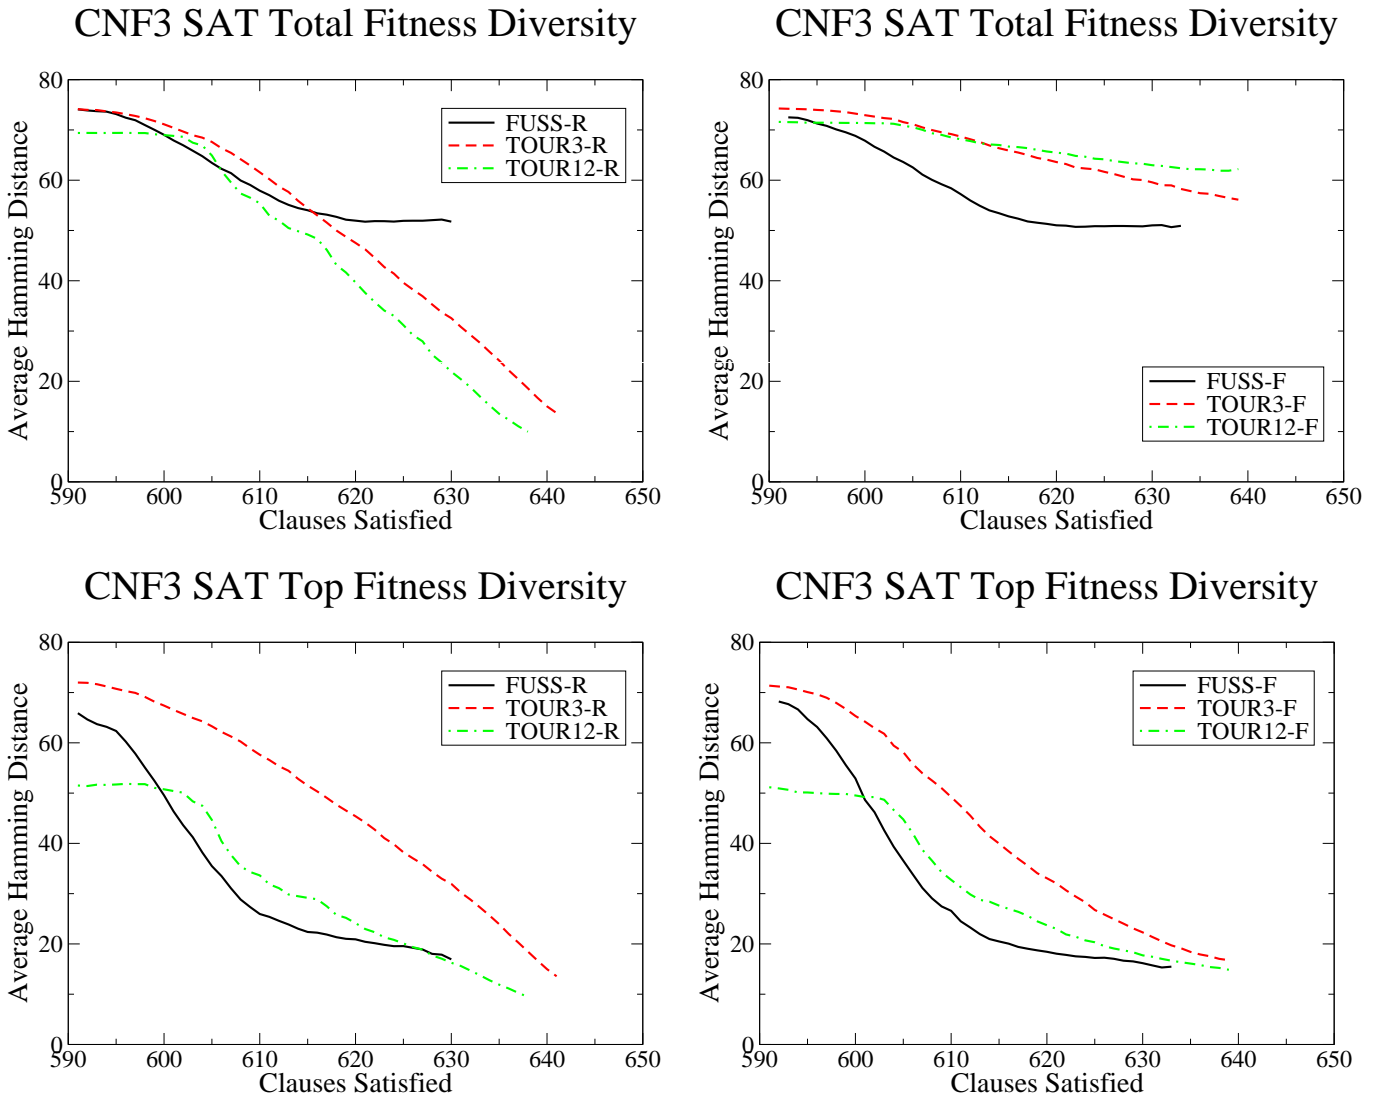 CNF3 SAT Total Fitness Diversity
80
60
40
20
0
Average Hamming Distance
FUSS-R
TOUR3-R
TOUR12-R
590 600 610 620 630 640 650
Clauses Satisfied
CNF3 SAT Total Fitness Diversity
80
60
40
20
0
Average Hamming Distance
FUSS-F
TOUR3-F
TOUR12-F
590 600 610 620 630 640 650
Clauses Satisfied
CNF3 SAT Top Fitness Diversity
80
60
40
20
0
Average Hamming Distance
FUSS-R
TOUR3-R
TOUR12-R
590 600 610 620 630 640 650
Clauses Satisfied
CNF3 SAT Top Fitness Diversity
80
60
40
20
0
Average Hamming Distance
FUSS-F
TOUR3-F
TOUR12-F
590 600 610 620 630 640 650
Clauses Satisfied